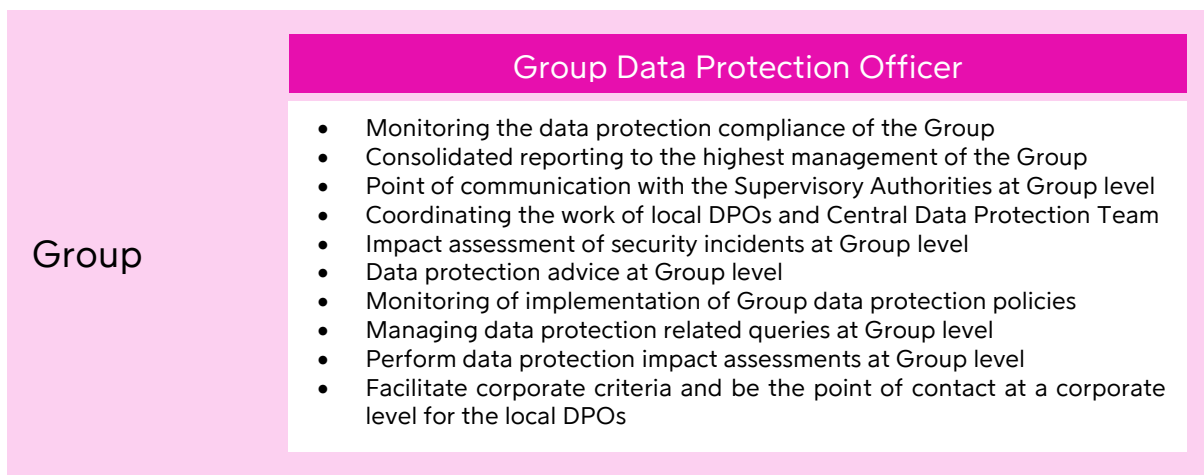 Group Data Protection Officer
Group
• Monitoring the data protection compliance of the Group
• Consolidated reporting to the highest management of the Group
• Point of communication with the Supervisory Authorities at Group level
• Coordinating the work of local DPOs and Central Data Protection Team
• Impact assessment of security incidents at Group level
• Data protection advice at Group level
• Monitoring of implementation of Group data protection policies
• Managing data protection related queries at Group level
• Perform data protection impact assessments at Group level
• Facilitate corporate criteria and be the point of contact at a corporate
level for the local DPOs